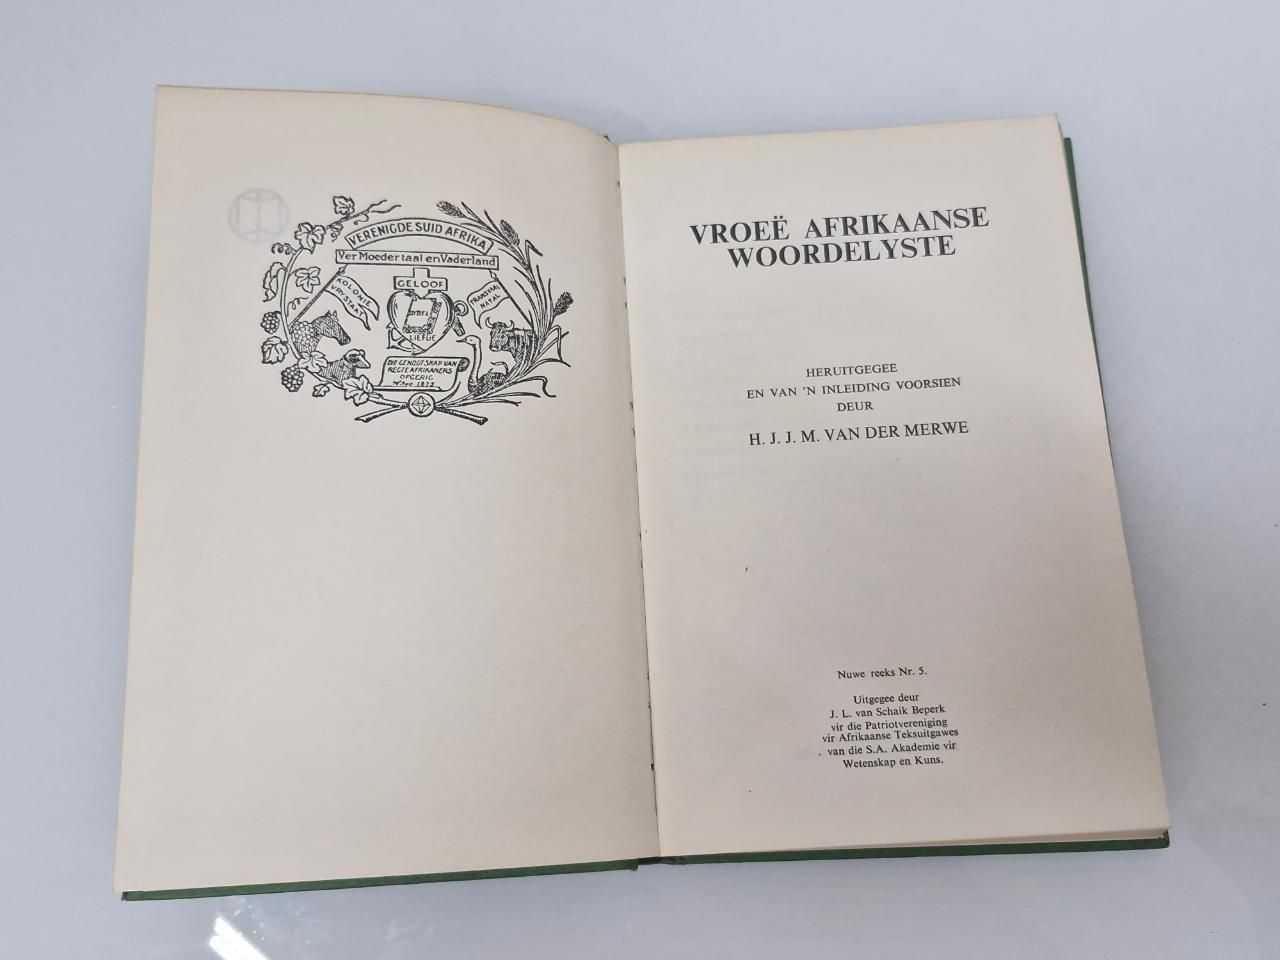 VERENIGDE SUID AFRIKA
Ver Moedertaal en Vaderland
KOLONIE
VRYSTAAT
GELOOF
TRANSVAAL
NATAL
BYBEL
LIEFDE
DIE GENOOTSKAP VAN
REGTE AFRIKANERS
OPGERIG
VROEË AFRIKAANSE
WOORDELYSTE
HERUITGEGEE
EN VAN 'N INLEIDING VOORSIEN
DEUR
H. J. J. M. VAN DER MERWE
Nuwe reeks Nr. 5.
Uitgegee deur
J. L. van Schaik Beperk
vir die Patriotvereniging
vir Afrikaanse Teksuitgawes
van die S.A. Akademie vir
Wetenskap en Kuns.